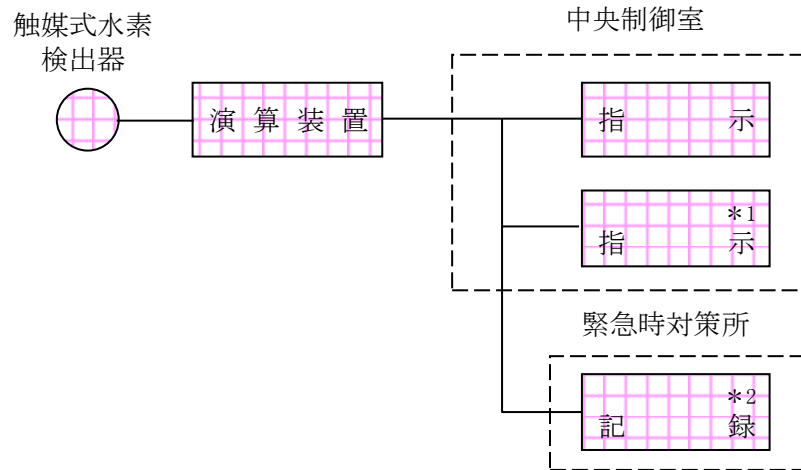 触媒式水素
検出器
演算装置
中央制御室
指示
*1
指示
緊急時対策所
*2
記録